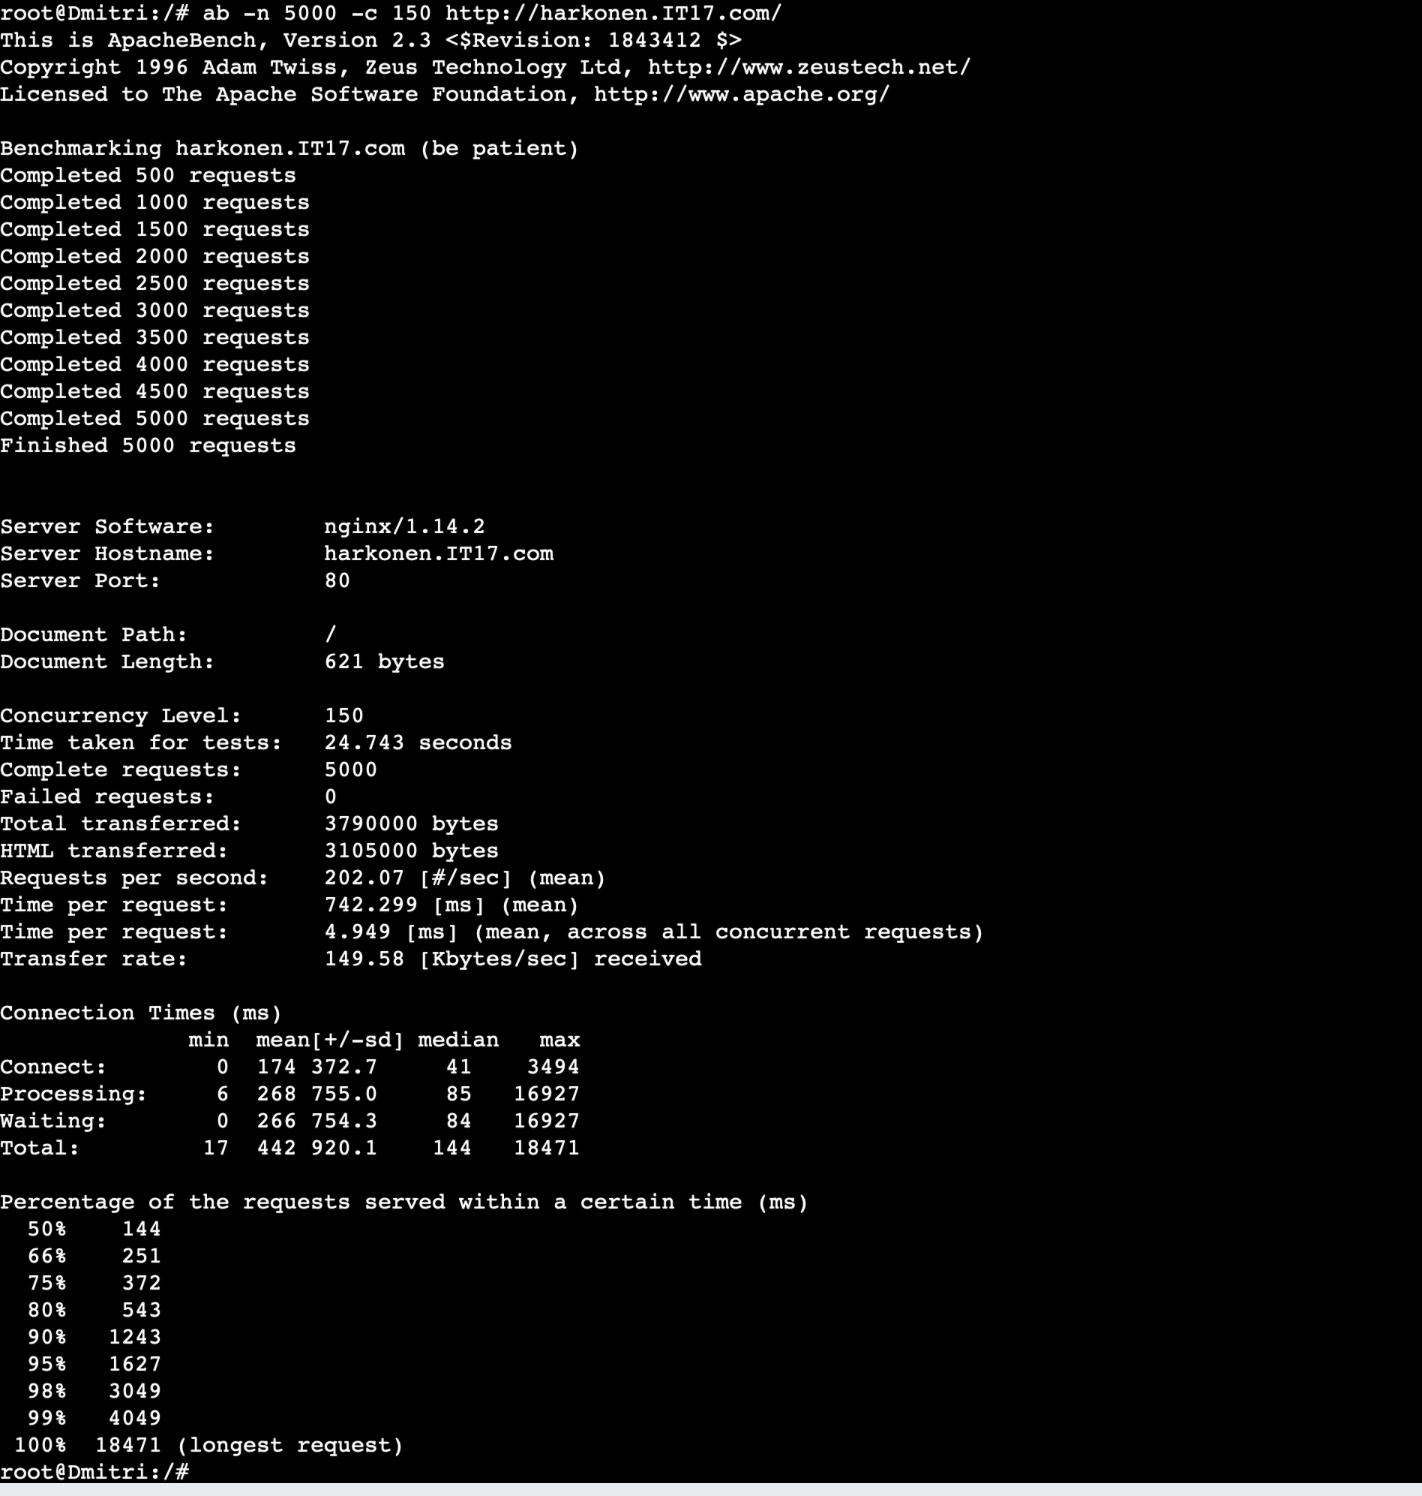 root@Dmitri:/# ab -n 5000 -c 150 http://harkonen.IT17.com/
This is ApacheBench, Version 2.3 <$Revision: 1843412 $>
Copyright 1996 Adam Twiss, Zeus Technology Ltd, http://www.zeustech.net/
Licensed to The Apache Software Foundation, http://www.apache.org/

Benchmarking harkonen.IT17.com (be patient)
Completed 500 requests
Completed 1000 requests
Completed 1500 requests
Completed 2000 requests
Completed 2500 requests
Completed 3000 requests
Completed 3500 requests
Completed 4000 requests
Completed 4500 requests
Completed 5000 requests
Finished 5000 requests


Server Software:        nginx/1.14.2
Server Hostname:        harkonen.IT17.com
Server Port:            80

Document Path:          /
Document Length:        621 bytes

Concurrency Level:      150
Time taken for tests:   24.743 seconds
Complete requests:      5000
Failed requests:        0
Total transferred:      3790000 bytes
HTML transferred:       3105000 bytes
Requests per second:    202.07 [#/sec] (mean)
Time per request:       742.299 [ms] (mean)
Time per request:       4.949 [ms] (mean, across all concurrent requests)
Transfer rate:          149.58 [Kbytes/sec] received

Connection Times (ms)
              min  mean[+/-sd] median   max
Connect:        0  174 372.7     41    3494
Processing:     6  268 755.0     85   16927
Waiting:        0  266 754.3     84   16927
Total:         17  442 920.1    144   18471

Percentage of the requests served within a certain time (ms)
  50%    144
  66%    251
  75%    372
  80%    543
  90%   1243
  95%   1627
  98%   3049
  99%   4049
 100%  18471 (longest request)
root@Dmitri:/#